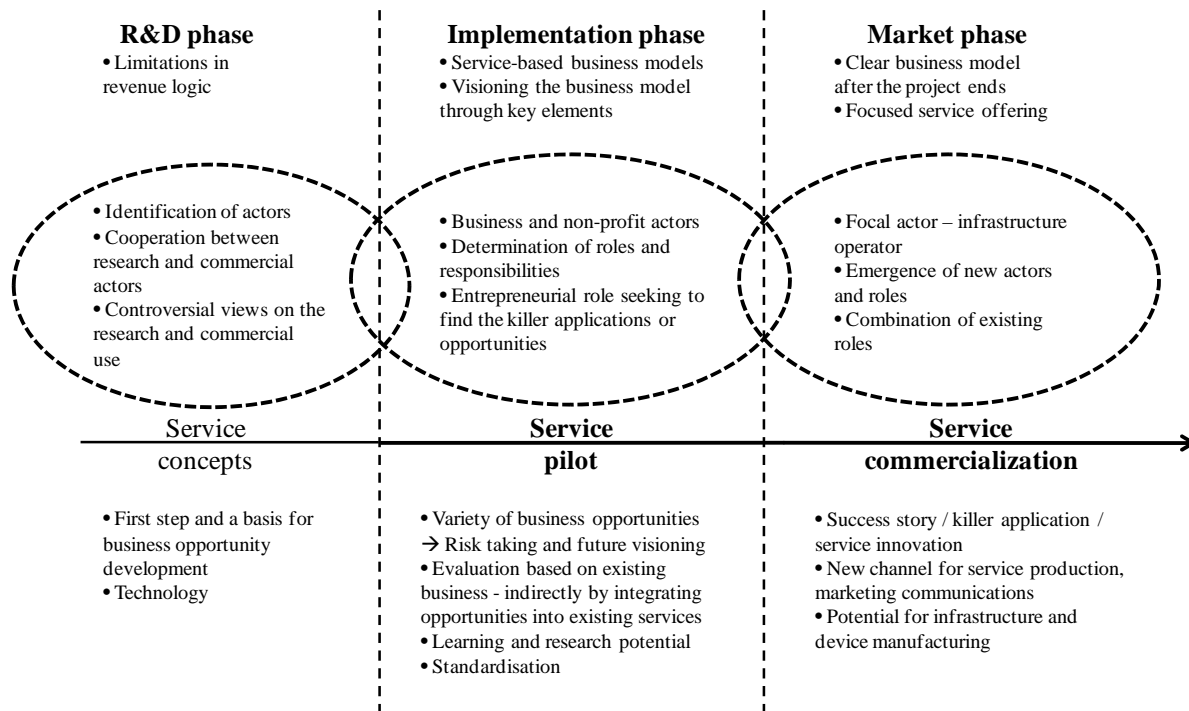 R&D phase
• Limitations in
revenue logic
Implementation phase
• Service-based business models
• Visioning the business model
through key elements
Market phase
• Clear business model
after the project ends
• Focused service offering
• Identification of actors
• Cooperation between
research and commercial
actors
• Controversial views on the
research and commercial
use
• Business and non-profit actors
• Determination of roles and
responsibilities
• Entrepreneurial role seeking to
find the killer applications or
opportunities
• Focal actor – infrastructure
operator
• Emergence of new actors
and roles
• Combination of existing
roles
Service
concepts
Service
pilot
Service
commercialization
• First step and a basis for
business opportunity
development
• Technology
• Variety of business opportunities
→ Risk taking and future visioning
• Evaluation based on existing
business - indirectly by integrating
opportunities into existing services
• Learning and research potential
• Standardisation
• Success story / killer application /
service innovation
• New channel for service production,
marketing communications
• Potential for infrastructure and
device manufacturing